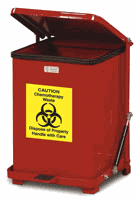 CAUTION
Chemotherapy
Waste
Dispose of Properly
Handle with Care